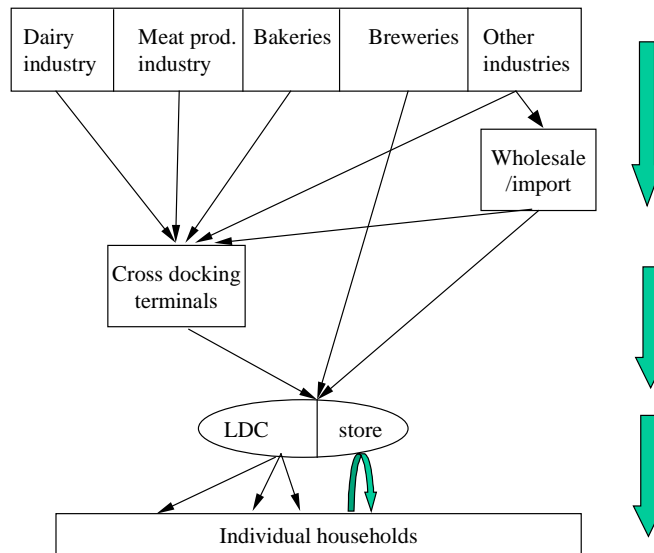 Dairy
industry
Meat prod.
industry
Bakeries
Breweries
Other
industries
Wholesale
/import
Cross docking
terminals
LDC
store
Individual households